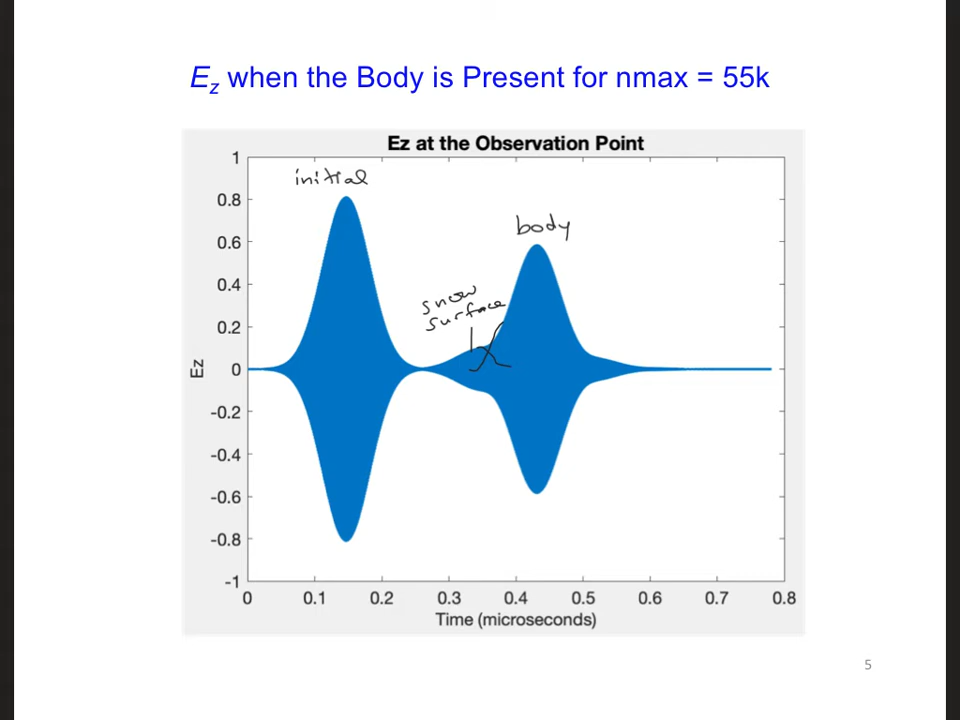 Ez when the Body is Present for nmax = 55k
Ez at the Observation Point
1
initial
0.8
body
0.6
0.4
snow
surface
0.2
0
Ez
-0.2
-0.4
-0.6
-0.8
-1
0 0.1 0.2 0.3 0.4 0.5 0.6 0.7 0.8
Time (microseconds)
5